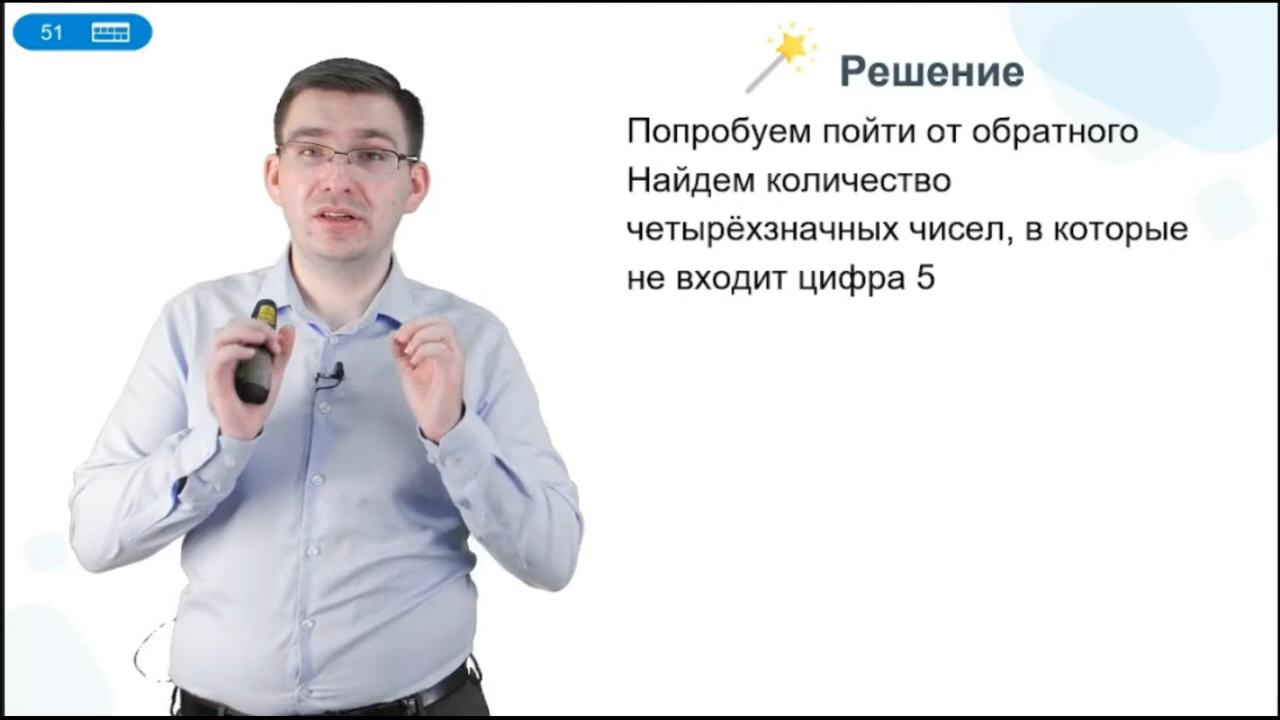 51
Решение
Попробуем пойти от обратного
Найдем количество
четырёхзначных чисел, в которые
не входит цифра 5